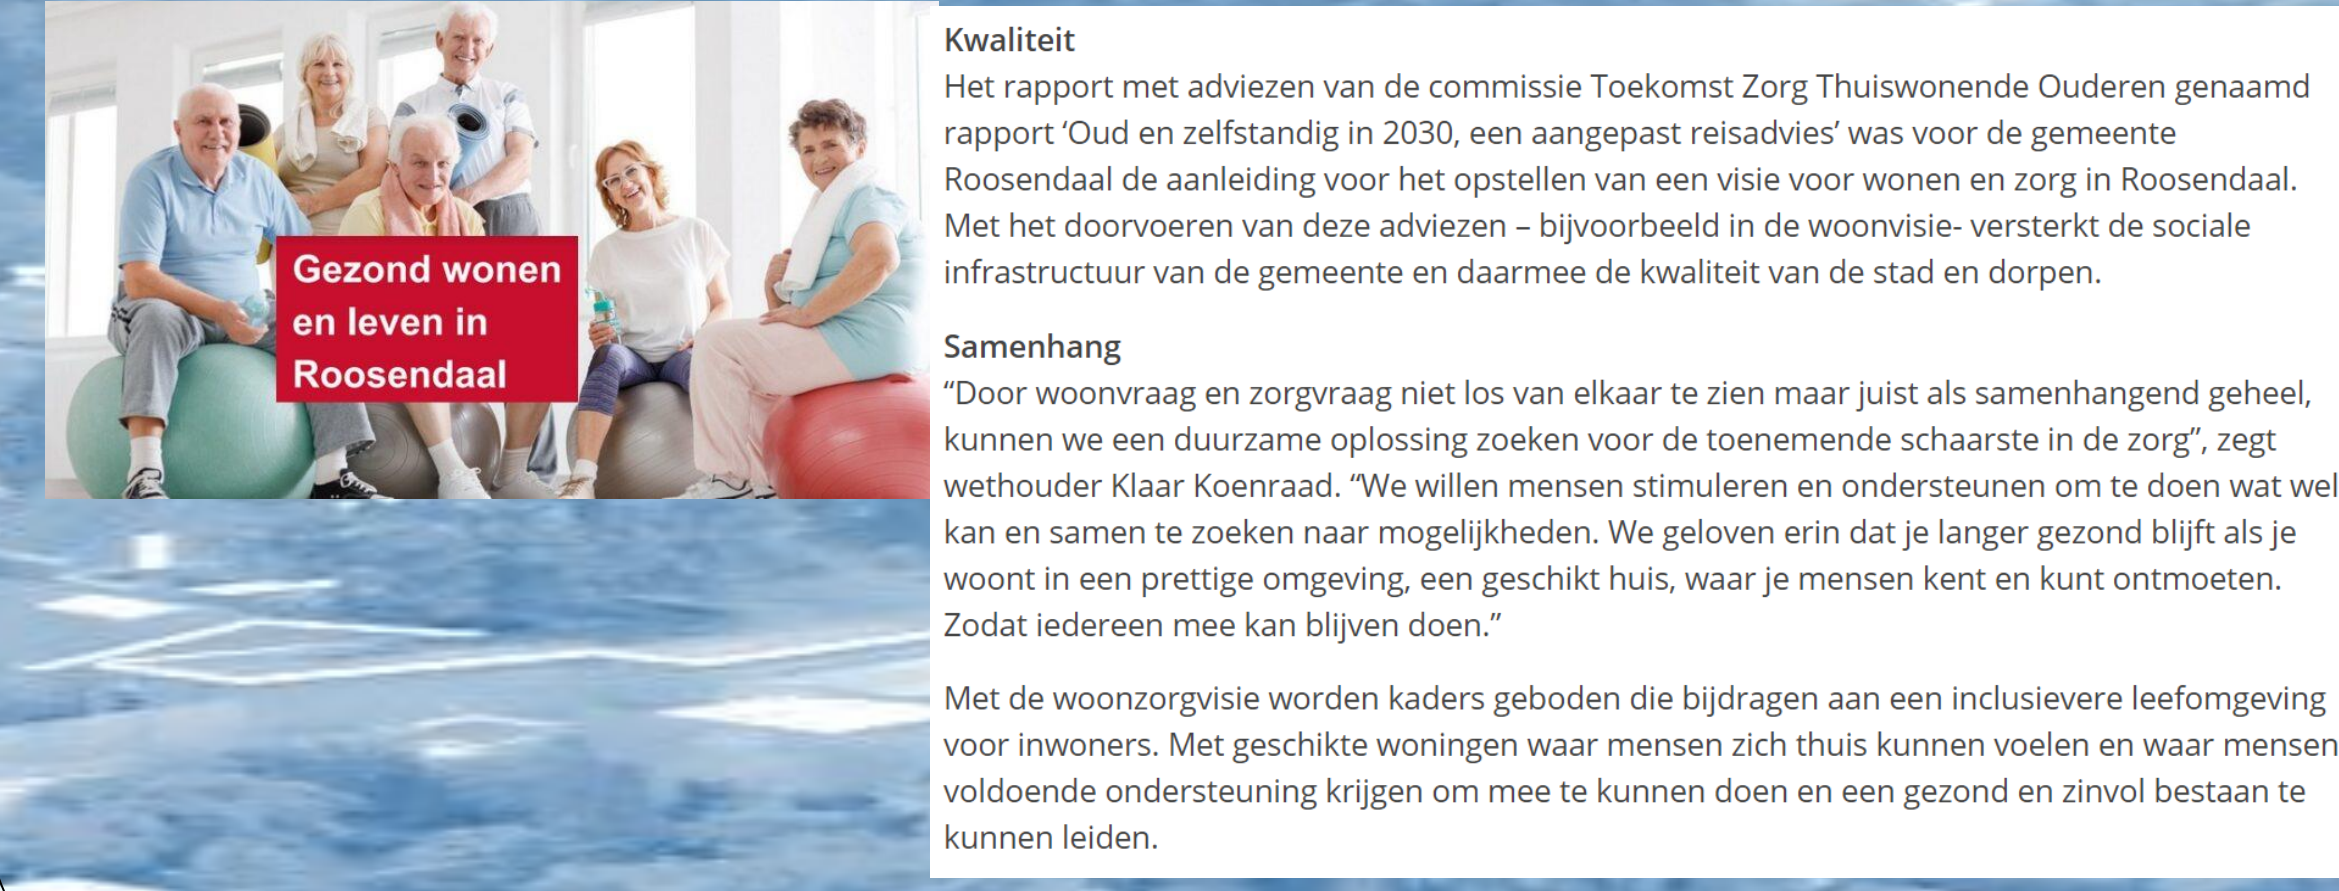 Gezond wonen
en leven in
Roosendaal
Kwaliteit
Het rapport met adviezen van de commissie Toekomst Zorg Thuiswonende Ouderen genaamd
rapport ‘Oud en zelfstandig in 2030, een aangepast reisadvies’ was voor de gemeente
Roosendaal de aanleiding voor het opstellen van een visie voor wonen en zorg in Roosendaal.
Met het doorvoeren van deze adviezen – bijvoorbeeld in de woonvisie- versterkt de sociale
infrastructuur van de gemeente en daarmee de kwaliteit van de stad en dorpen.
Samenhang
“Door woonvraag en zorgvraag niet los van elkaar te zien maar juist als samenhangend geheel,
kunnen we een duurzame oplossing zoeken voor de toenemende schaarste in de zorg”, zegt
wethouder Klaar Koenraad. “We willen mensen stimuleren en ondersteunen om te doen wat wel
kan en samen te zoeken naar mogelijkheden. We geloven erin dat je langer gezond blijft als je
woont in een prettige omgeving, een geschikt huis, waar je mensen kent en kunt ontmoeten.
Zodat iedereen mee kan blijven doen.”
Met de woonzorgvisie worden kaders geboden die bijdragen aan een inclusievere leefomgeving
voor inwoners. Met geschikte woningen waar mensen zich thuis kunnen voelen en waar mensen
voldoende ondersteuning krijgen om mee te kunnen doen en een gezond en zinvol bestaan te
kunnen leiden.